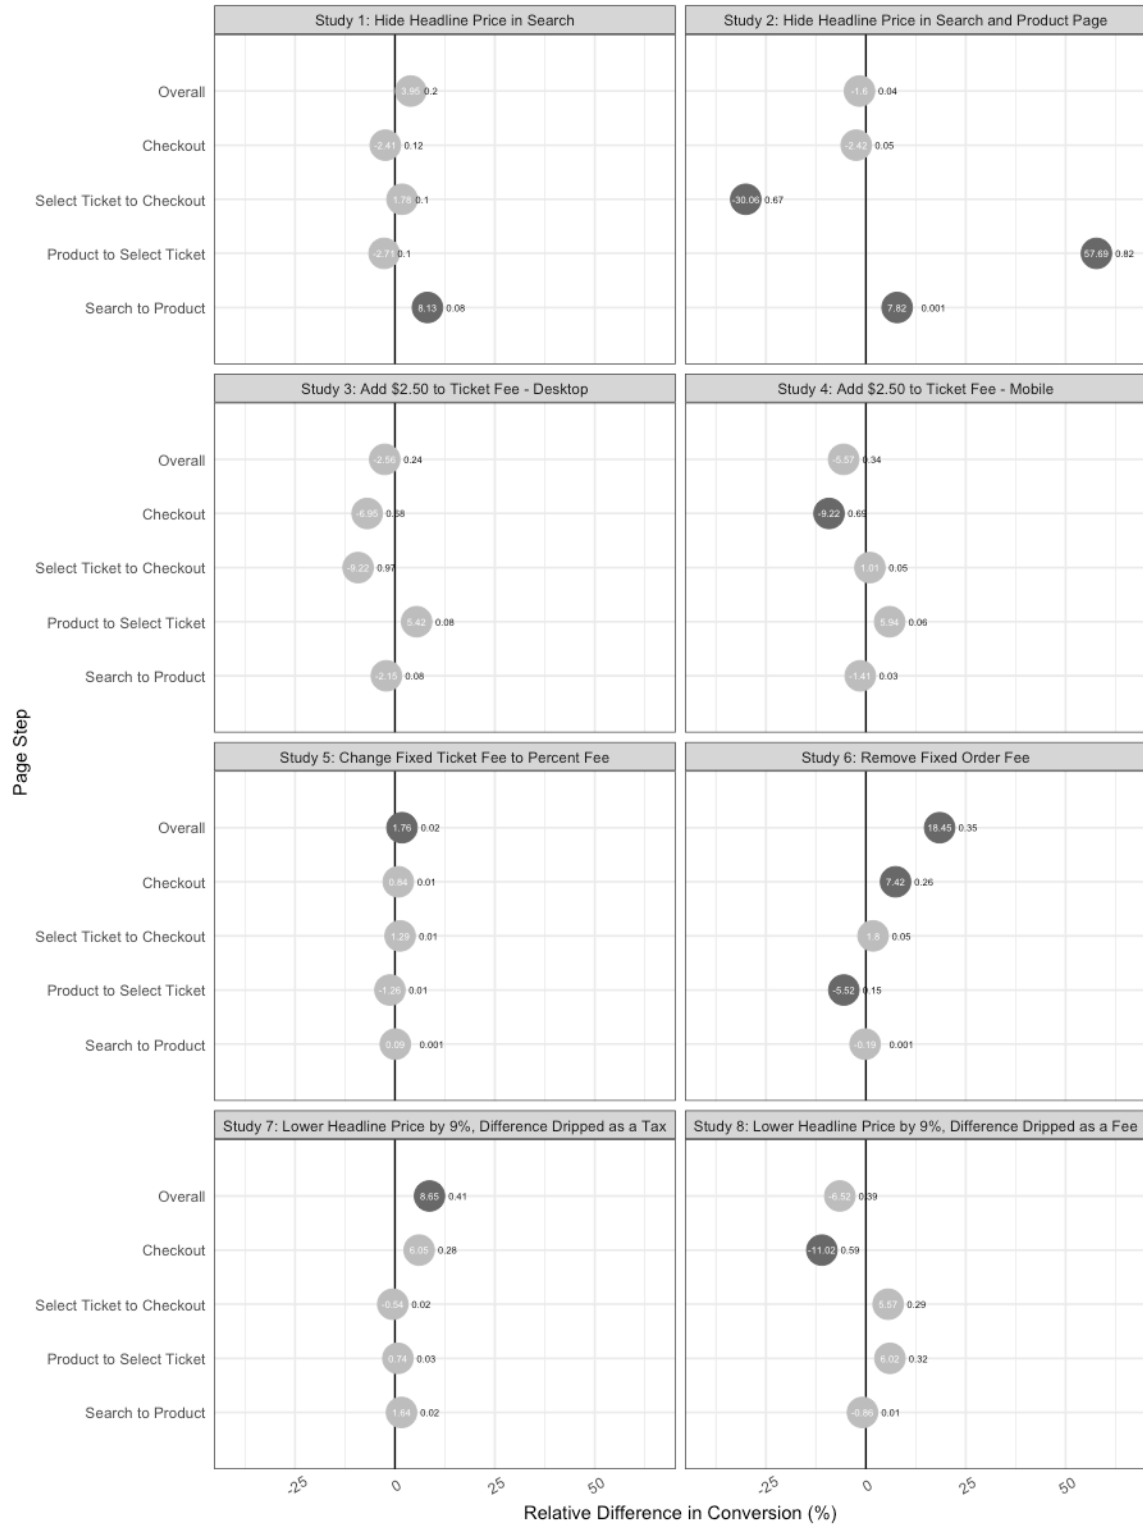 Study 1: Hide Headline Price in Search
Overall 3.95 0.2
Checkout -2.41 0.12
Select Ticket to Checkout 1.78 0.1
Product to Select Ticket -2.71 0.1
Search to Product 8.13 0.08
Study 2: Hide Headline Price in Search and Product Page
-1.6 0.04
-2.42 0.05
-30.06 0.67
57.69 0.82
7.82 0.001
Study 3: Add $2.50 to Ticket Fee - Desktop
Overall -2.56 0.24
Checkout -6.95 0.68
Select Ticket to Checkout -9.22 0.97
Product to Select Ticket 5.42 0.08
Search to Product -2.15 0.08
Study 4: Add $2.50 to Ticket Fee - Mobile
-5.57 0.34
-9.22 0.69
1.01 0.05
5.94 0.06
-1.41 0.03
Page Step
Study 5: Change Fixed Ticket Fee to Percent Fee
Overall 1.76 0.02
Checkout 0.84 0.01
Select Ticket to Checkout 1.29 0.01
Product to Select Ticket -1.26 0.01
Search to Product 0.09 0.001
Study 6: Remove Fixed Order Fee
18.45 0.35
7.42 0.26
1.8 0.05
-5.52 0.15
-0.19 0.001
Study 7: Lower Headline Price by 9%, Difference Dripped as a Tax
Overall 8.65 0.41
Checkout 6.05 0.28
Select Ticket to Checkout -0.54 0.02
Product to Select Ticket 0.74 0.03
Search to Product 1.64 0.02
Study 8: Lower Headline Price by 9%, Difference Dripped as a Fee
-6.52 0.39
-11.02 0.59
5.57 0.29
6.02 0.32
-0.86 0.01
-25 0 25 50
-25 0 25 50
Relative Difference in Conversion (%)